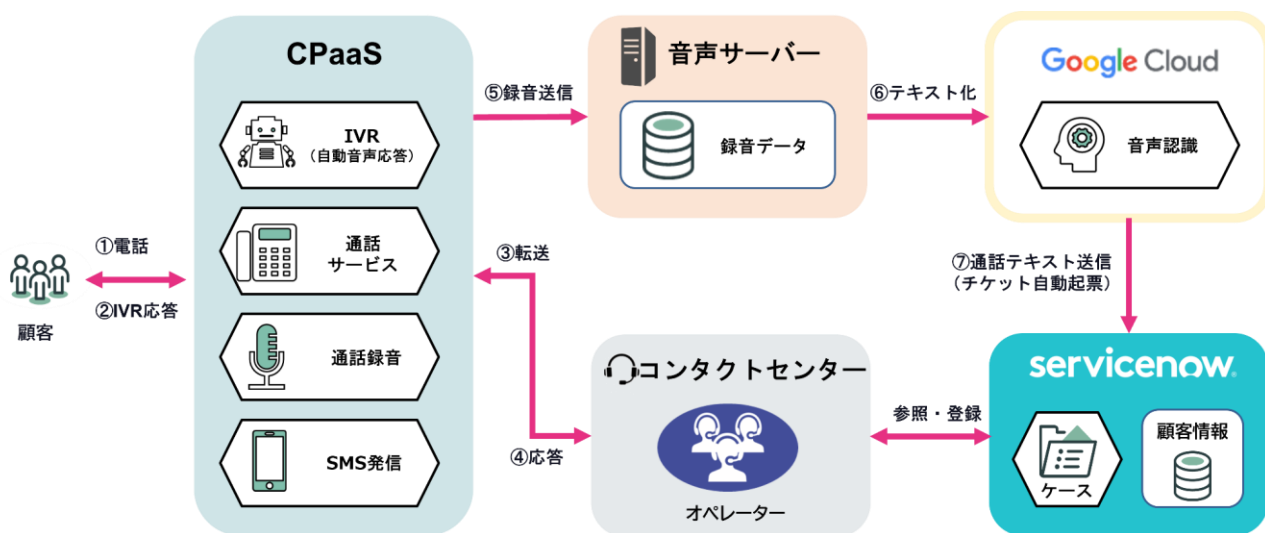 CPaaS
IVR
（自動音声応答）
通話
サービス
通話録音
SMS発信
①電話
②IVR応答
顧客
⑤録音送信
音声サーバー
録音データ
⑥テキスト化
Google Cloud
音声認識
③転送
④応答
コンタクトセンター
オペレーター
⑦通話テキスト送信
（チケット自動起票）
参照・登録
servicenow®
ケース
顧客情報